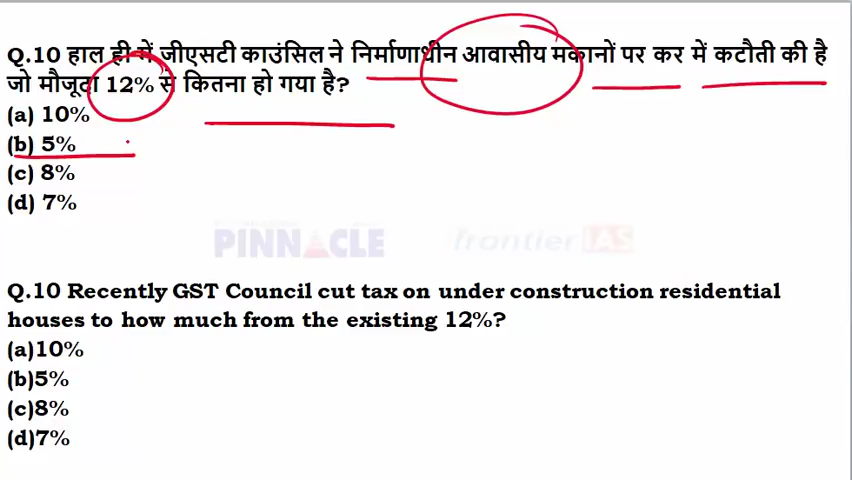 Q.10 हाल ही में जीएसटी काउंसिल ने निर्माणाधीन आवासीय मकानों पर कर में कटौती की है
जो मौजूदा 12% से कितना हो गया है?
(a) 10%
(b) 5%
(c) 8%
(d) 7%
PINNACLE frontier IAS
Q.10 Recently GST Council cut tax on under construction residential
houses to how much from the existing 12%?
(a)10%
(b)5%
(c)8%
(d)7%